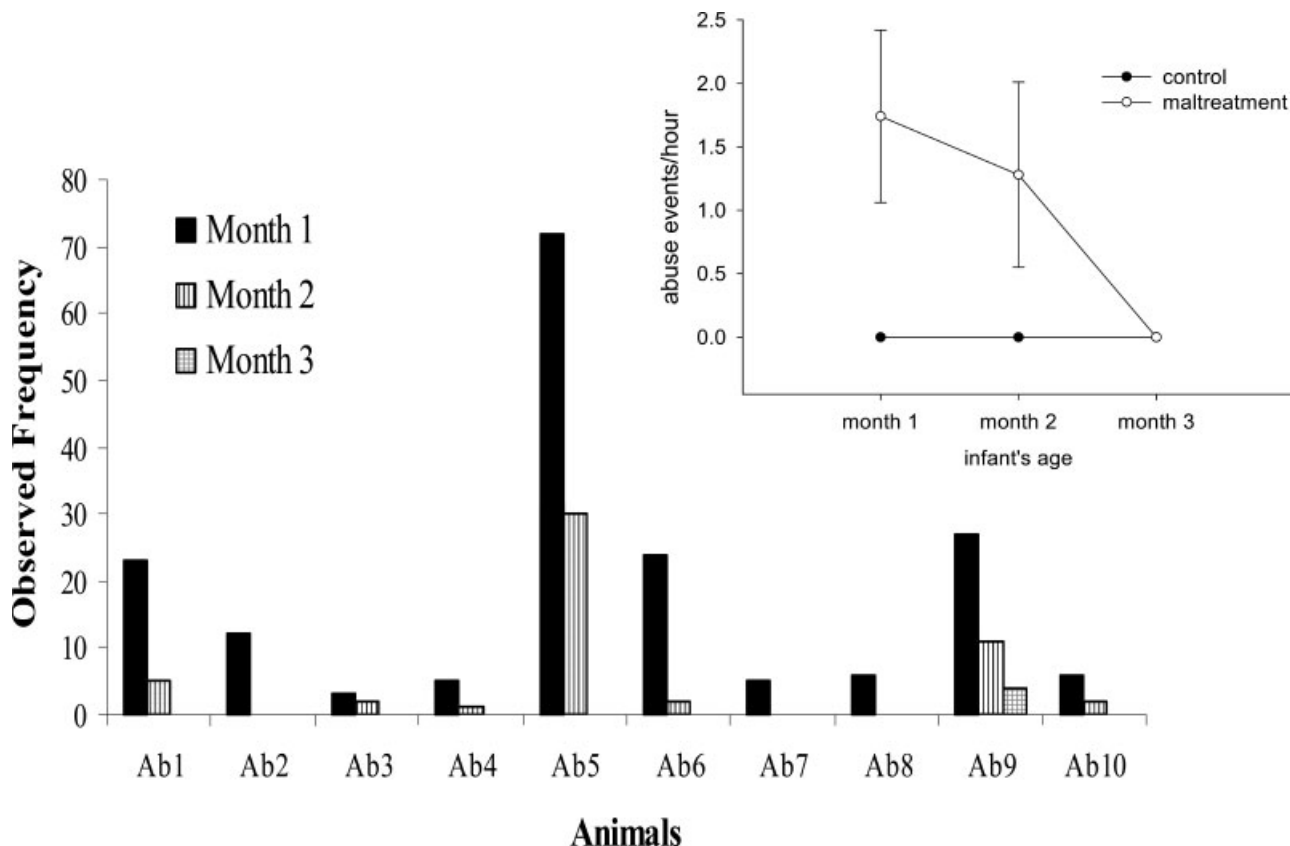 2.5
2.0
1.5
1.0
0.5
0.0
abuse events/hour
control
maltreatment
month 1 month 2 month 3
infant's age
80
70
60
50
40
30
20
10
0
Observed Frequency
Month 1
Month 2
Month 3
Ab1 Ab2 Ab3 Ab4 Ab5 Ab6 Ab7 Ab8 Ab9 Ab10
Animals